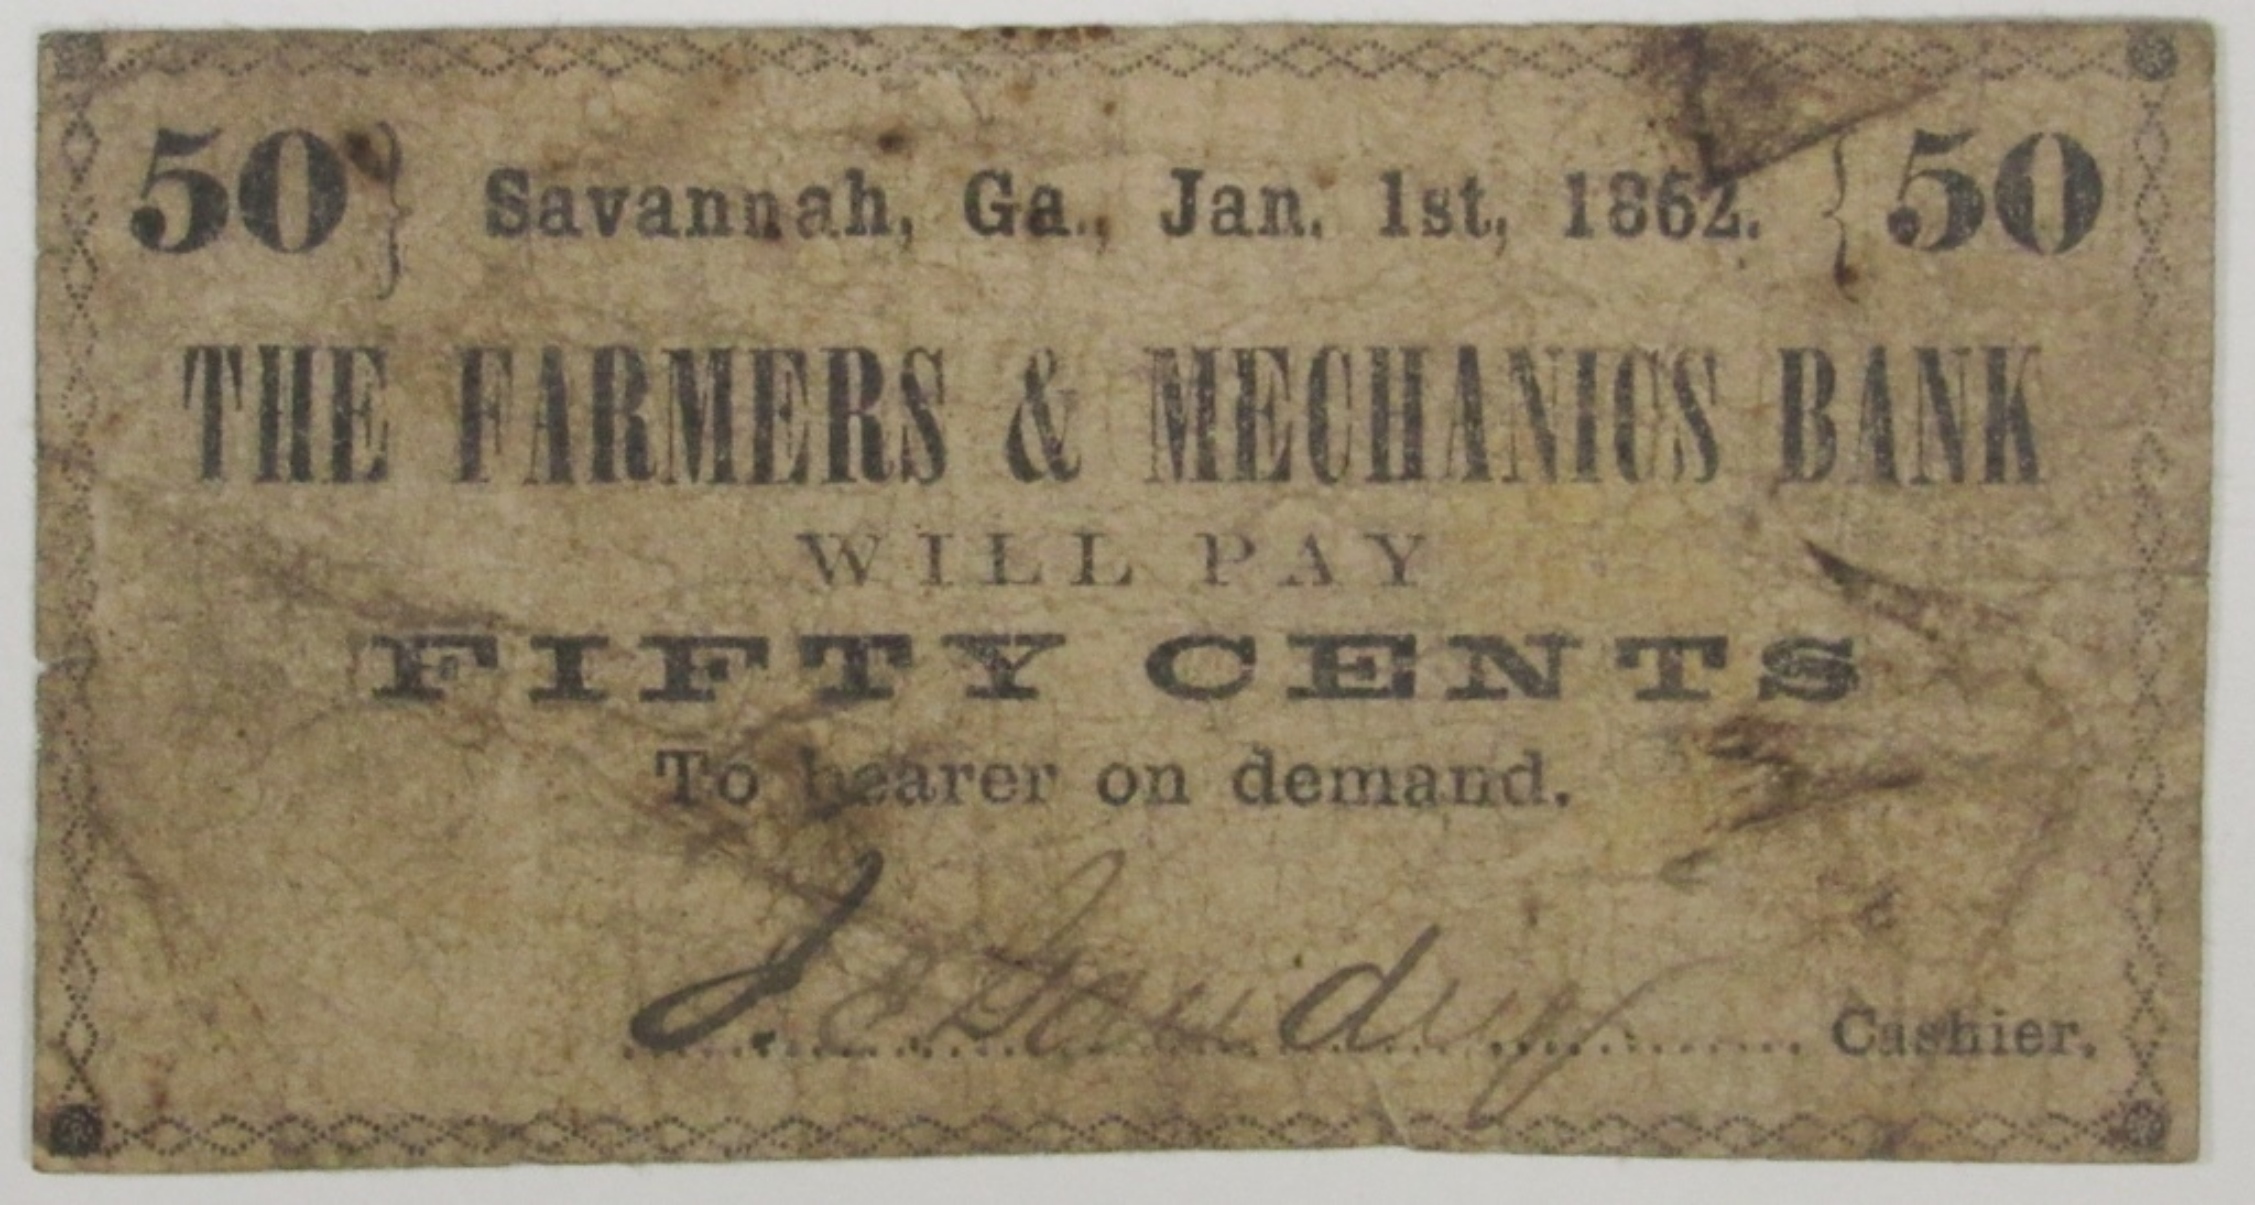 50 } Savannah, Ga., Jan. 1st, 1862. { 50
THE FARMERS & MECHANICS BANK
WILL PAY
FIFTY CENTS
To bearer on demand.
J. Cashier.